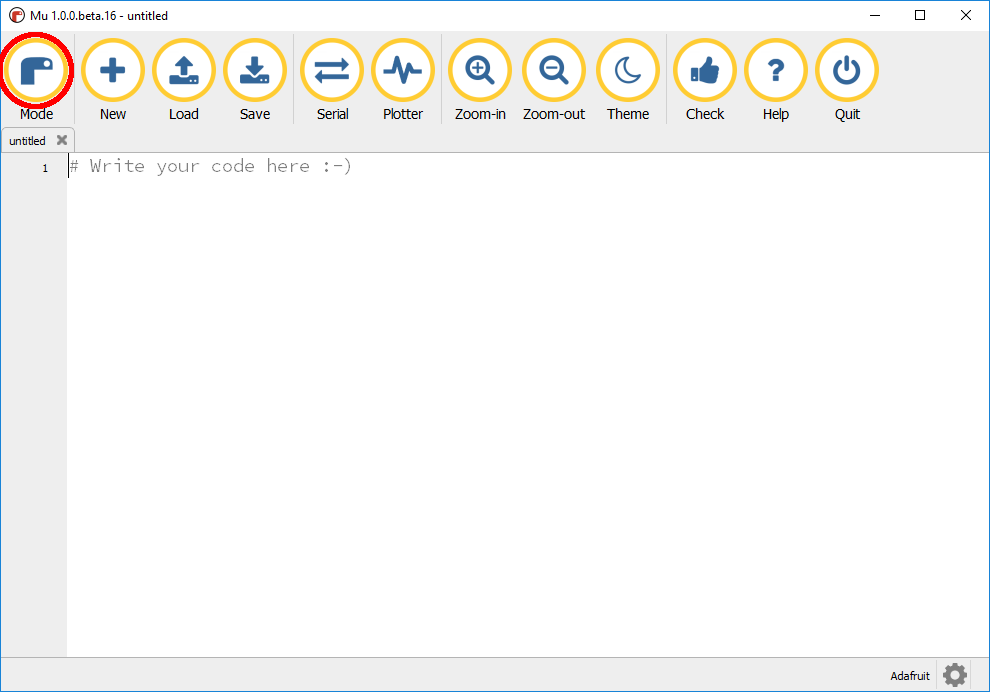 Mu 1.0.0.beta.16 - untitled
Mode New Load Save Serial Plotter Zoom-in Zoom-out Theme Check Help Quit
untitled
1 # Write your code here :-)
Adafruit